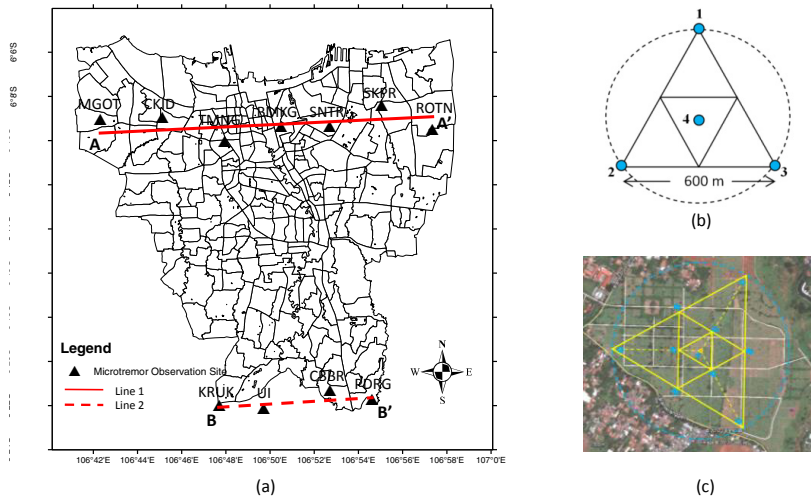 6°6'S
6°8'S
MGOT
CKJD
TMNG
BMKG
SNTR
SKPR
ROTN
A
A'
Legend
Microtremor Observation Site
Line 1
Line 2
N
W
E
S
KRUK
UI
CBBR
PDRG
B
B'
106°42'E
106°44'E
106°46'E
106°48'E
106°50'E
106°52'E
106°54'E
106°56'E
106°58'E
107°0'E
(a)
1
4
2
3
600 m
(b)
(c)